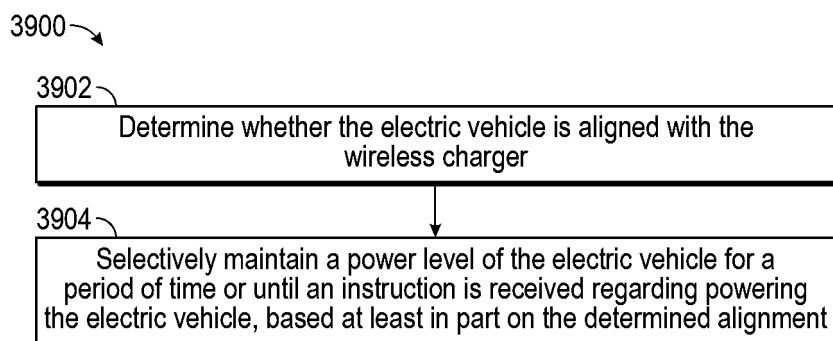 3900
3902
Determine whether the electric vehicle is aligned with the
wireless charger
3904
Selectively maintain a power level of the electric vehicle for a
period of time or until an instruction is received regarding powering
the electric vehicle, based at least in part on the determined alignment